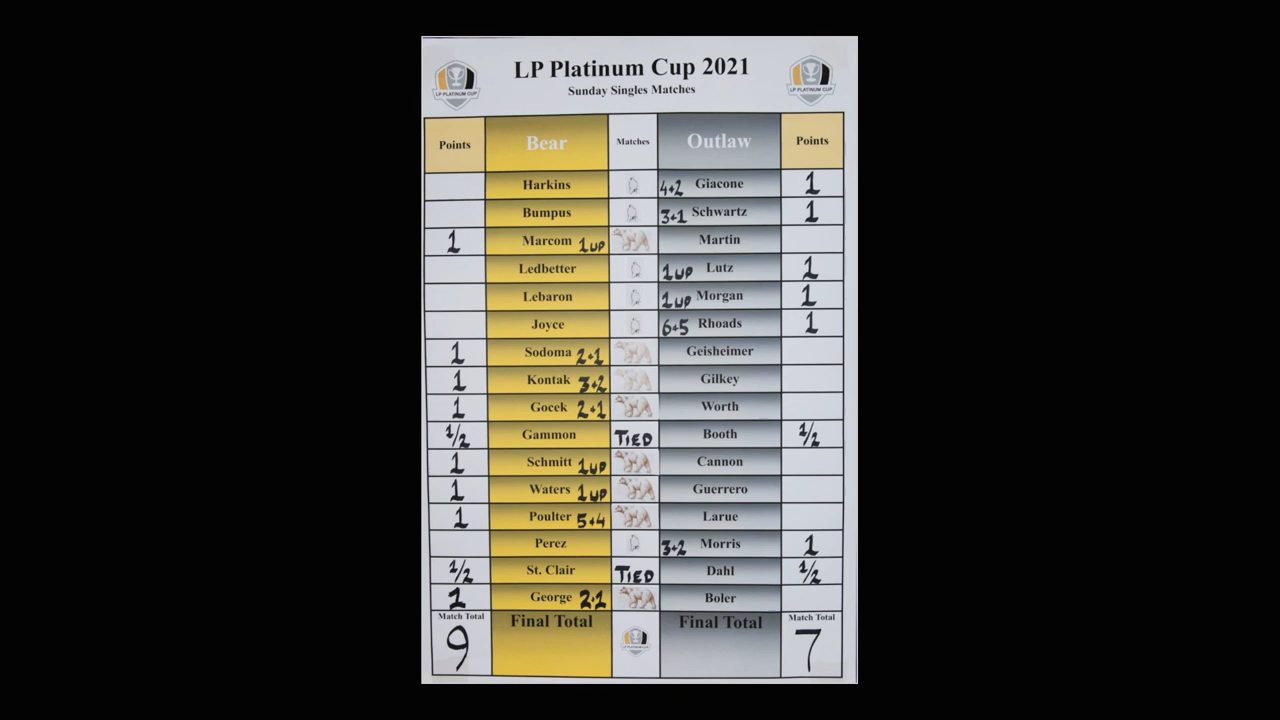 LP Platinum Cup 2021
Sunday Singles Matches
LP PLATINUM CUP LP PLATINUM CUP
Points Bear Matches Outlaw Points
Harkins 4+2 Giacone 1
Bumpus 3+1 Schwartz 1
1 Marcom 1up Martin
Ledbetter 1up Lutz 1
Lebaron 1up Morgan 1
Joyce 6+5 Rhoads 1
1 Sodoma 2+1 Geisheimer
1 Kontak 3+2 Gilkey
1 Gocek 2+1 Worth
1/2 Gammon TIED Booth 1/2
1 Schmitt 1up Cannon
1 Waters 1up Guerrero
1 Poulter 5+4 Larue
Perez 3+2 Morris 1
1/2 St. Clair TIED Dahl 1/2
1 George 2+1 Boler
Match Total Final Total Final Total Match Total
9 LP PLATINUM CUP 7